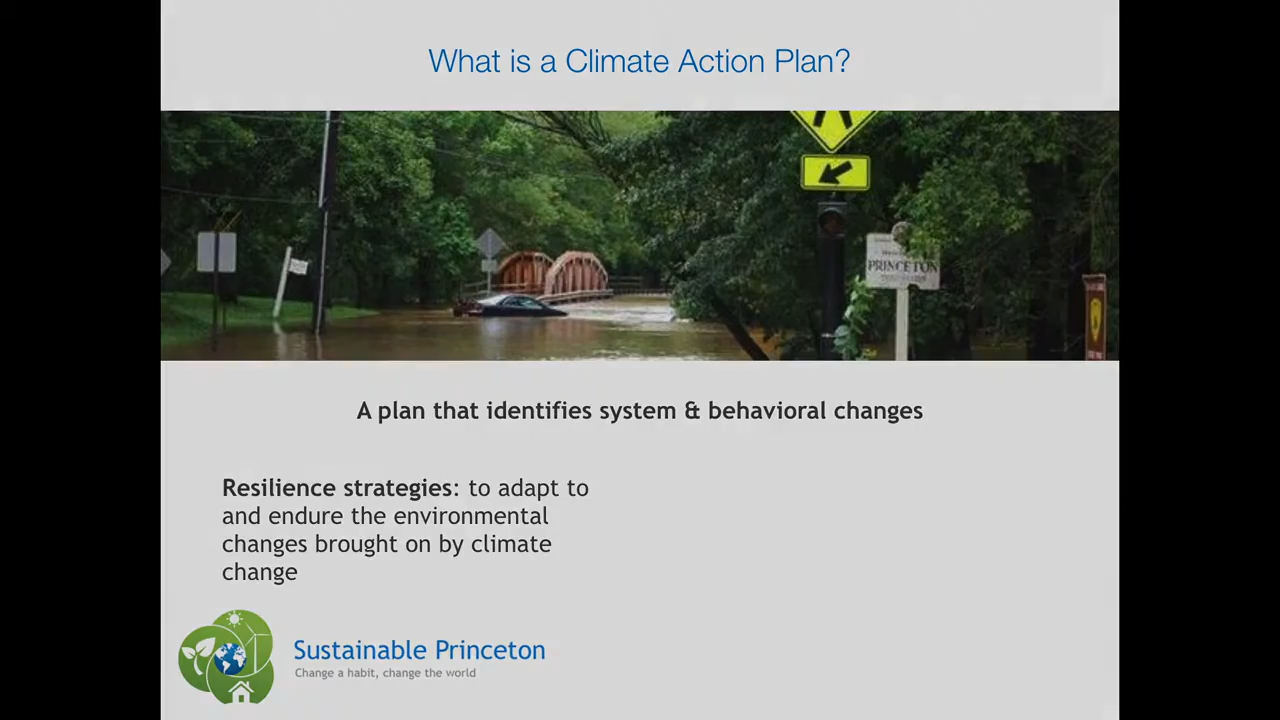 What is a Climate Action Plan?
PRINCETON
A plan that identifies system & behavioral changes
Resilience strategies: to adapt to
and endure the environmental
changes brought on by climate
change
Sustainable Princeton
Change a habit, change the world